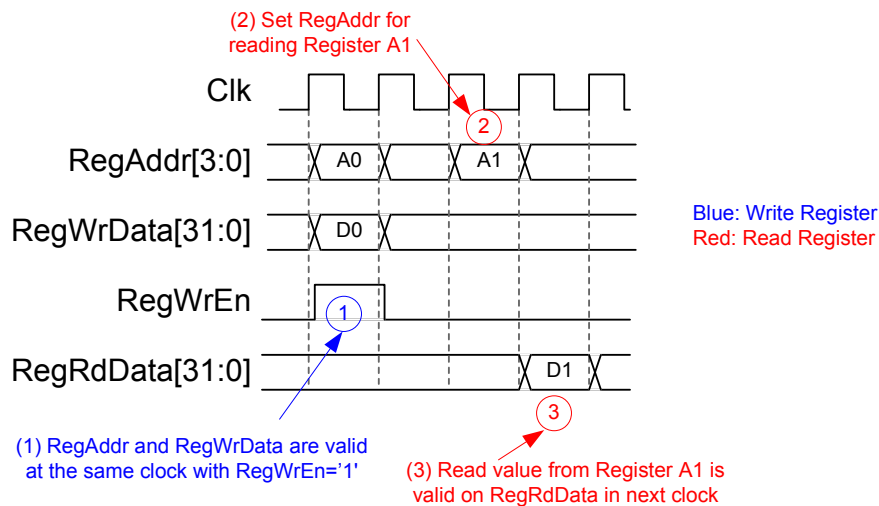 (2) Set RegAddr for
reading Register A1
Clk
2
RegAddr[3:0]
A0
A1
RegWrData[31:0]
D0
Blue: Write Register
Red: Read Register
RegWrEn
1
RegRdData[31:0]
D1
3
(1) RegAddr and RegWrData are valid
at the same clock with RegWrEn=’1'
(3) Read value from Register A1 is
valid on RegRdData in next clock